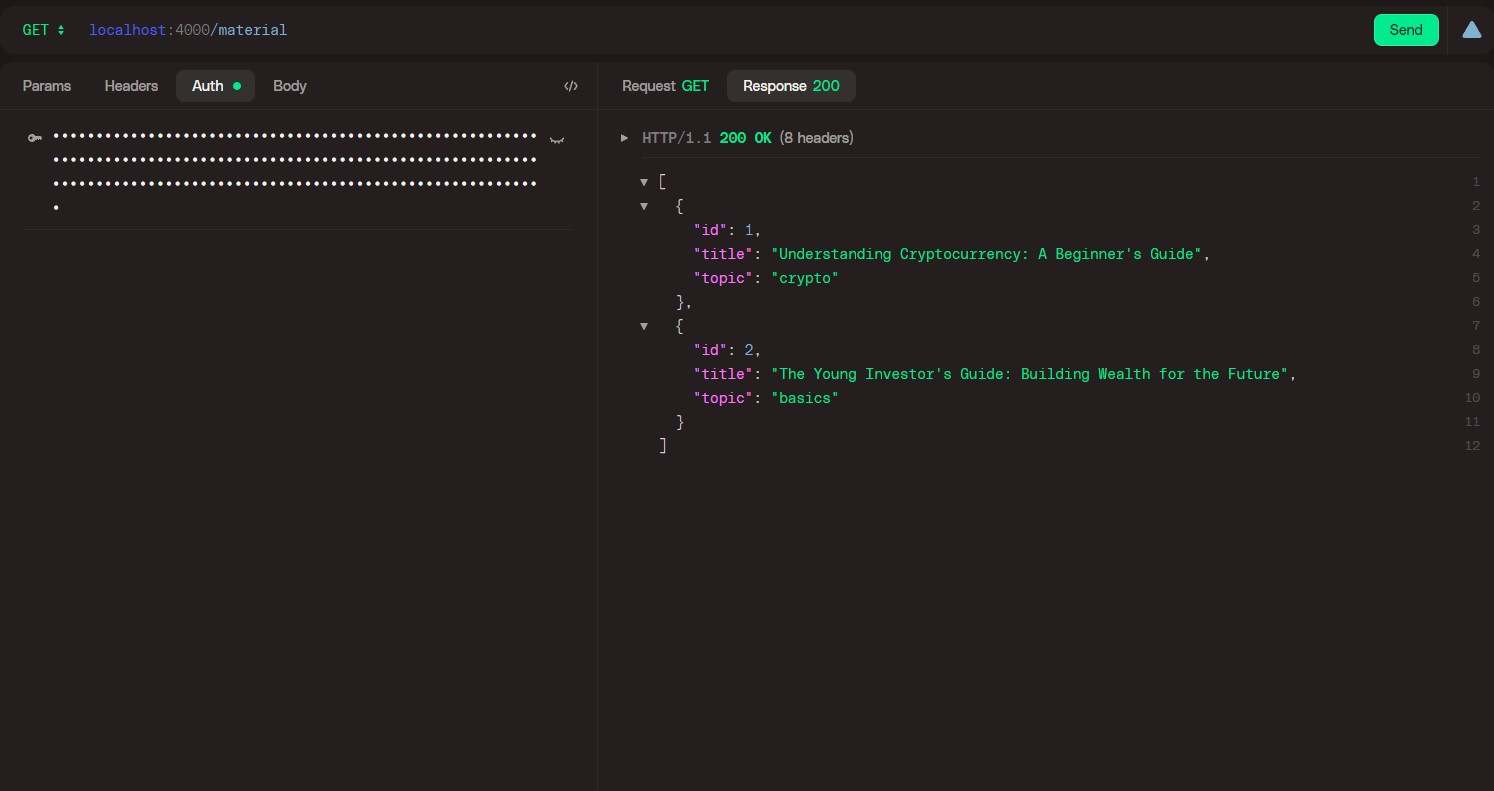 GET localhost:4000/material Send
Params Headers Auth Body </>
Request GET Response 200
••••••••••••••••••••••••••••••••••••••••••••••••••••••••
••••••••••••••••••••••••••••••••••••••••••••••••••••••••
••••••••••••••••••••••••••••••••••••••••••••••••••••••••
•
HTTP/1.1 200 OK (8 headers)
[ 1
{ 2
"id": 1, 3
"title": "Understanding Cryptocurrency: A Beginner's Guide", 4
"topic": "crypto" 5
}, 6
{ 7
"id": 2, 8
"title": "The Young Investor's Guide: Building Wealth for the Future", 9
"topic": "basics" 10
} 11
] 12